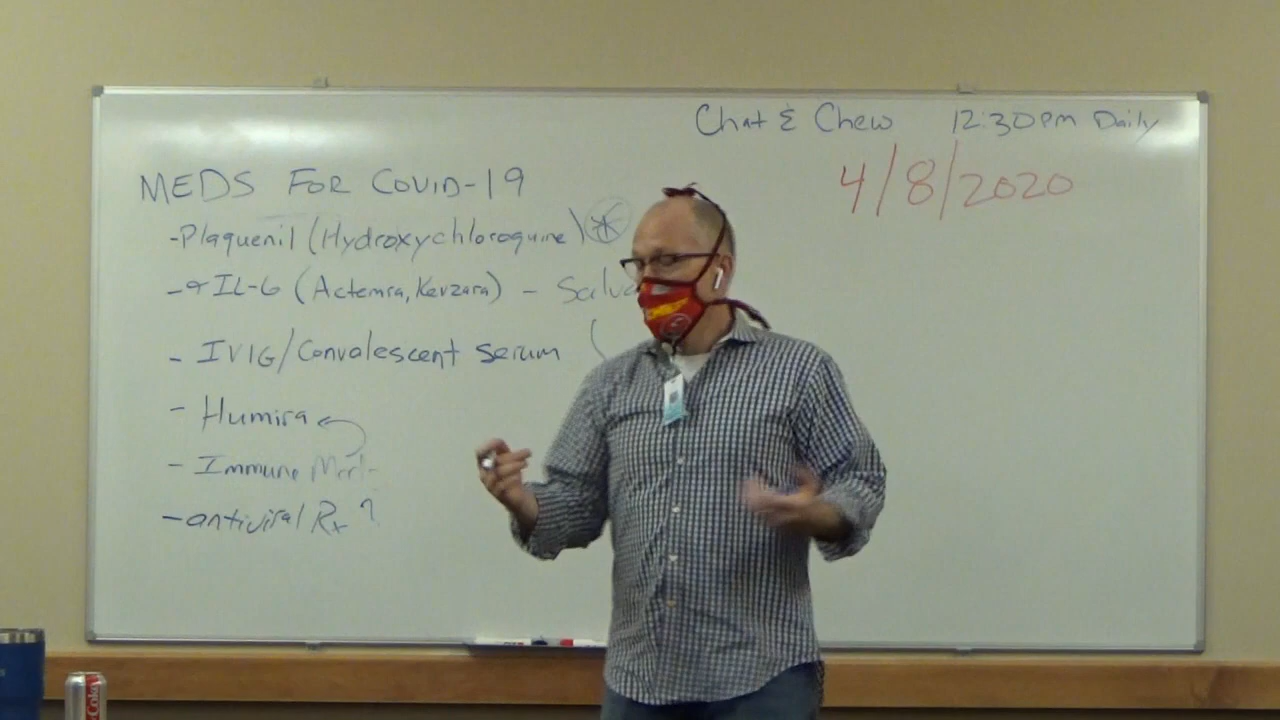 Chat & Chew 12:30pm Daily
4/8/2020
MEDS FOR COVID-19
-Plaquenil (Hydroxychloroquine) *
- IL-6 (Actemra, Kevzara) -
- IVIG/Convalescent serum
- Humira
- Immune
- antiviral Rx ?
Coke